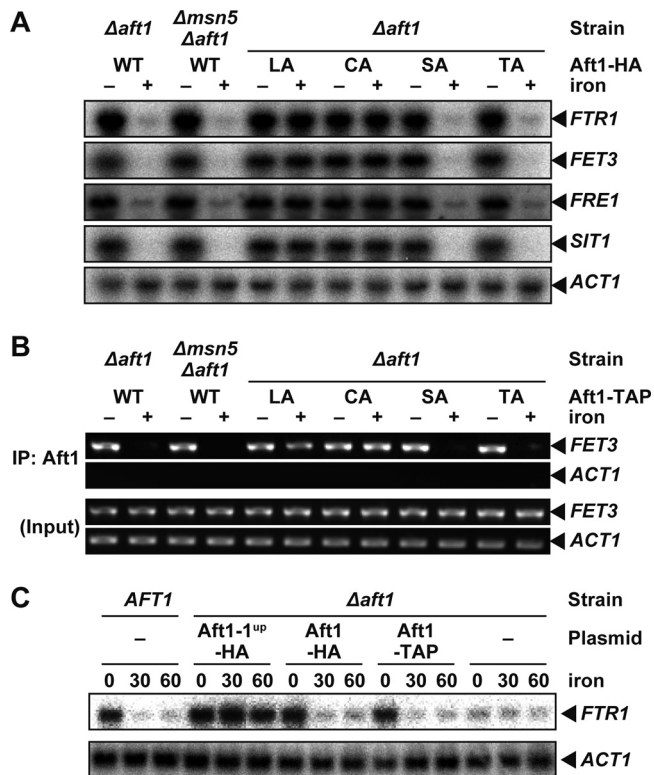 A
Δaft1
Δmsn5
Δaft1
Δaft1
Strain
WT
WT
LA
CA
SA
TA
Aft1-HA
– + – + – + – + – + – +
iron
FTR1
FET3
FRE1
SIT1
ACT1
B
Δaft1
Δmsn5
Δaft1
Δaft1
Strain
WT
WT
LA
CA
SA
TA
Aft1-TAP
– + – + – + – + – + – +
iron
IP: Aft1
FET3
ACT1
(Input)
FET3
ACT1
C
AFT1
Δaft1
Strain
–
Aft1-1up
-HA
Aft1
-HA
Aft1
-TAP
–
Plasmid
0 30 60 0 30 60 0 30 60 0 30 60 0 30 60
iron
FTR1
ACT1